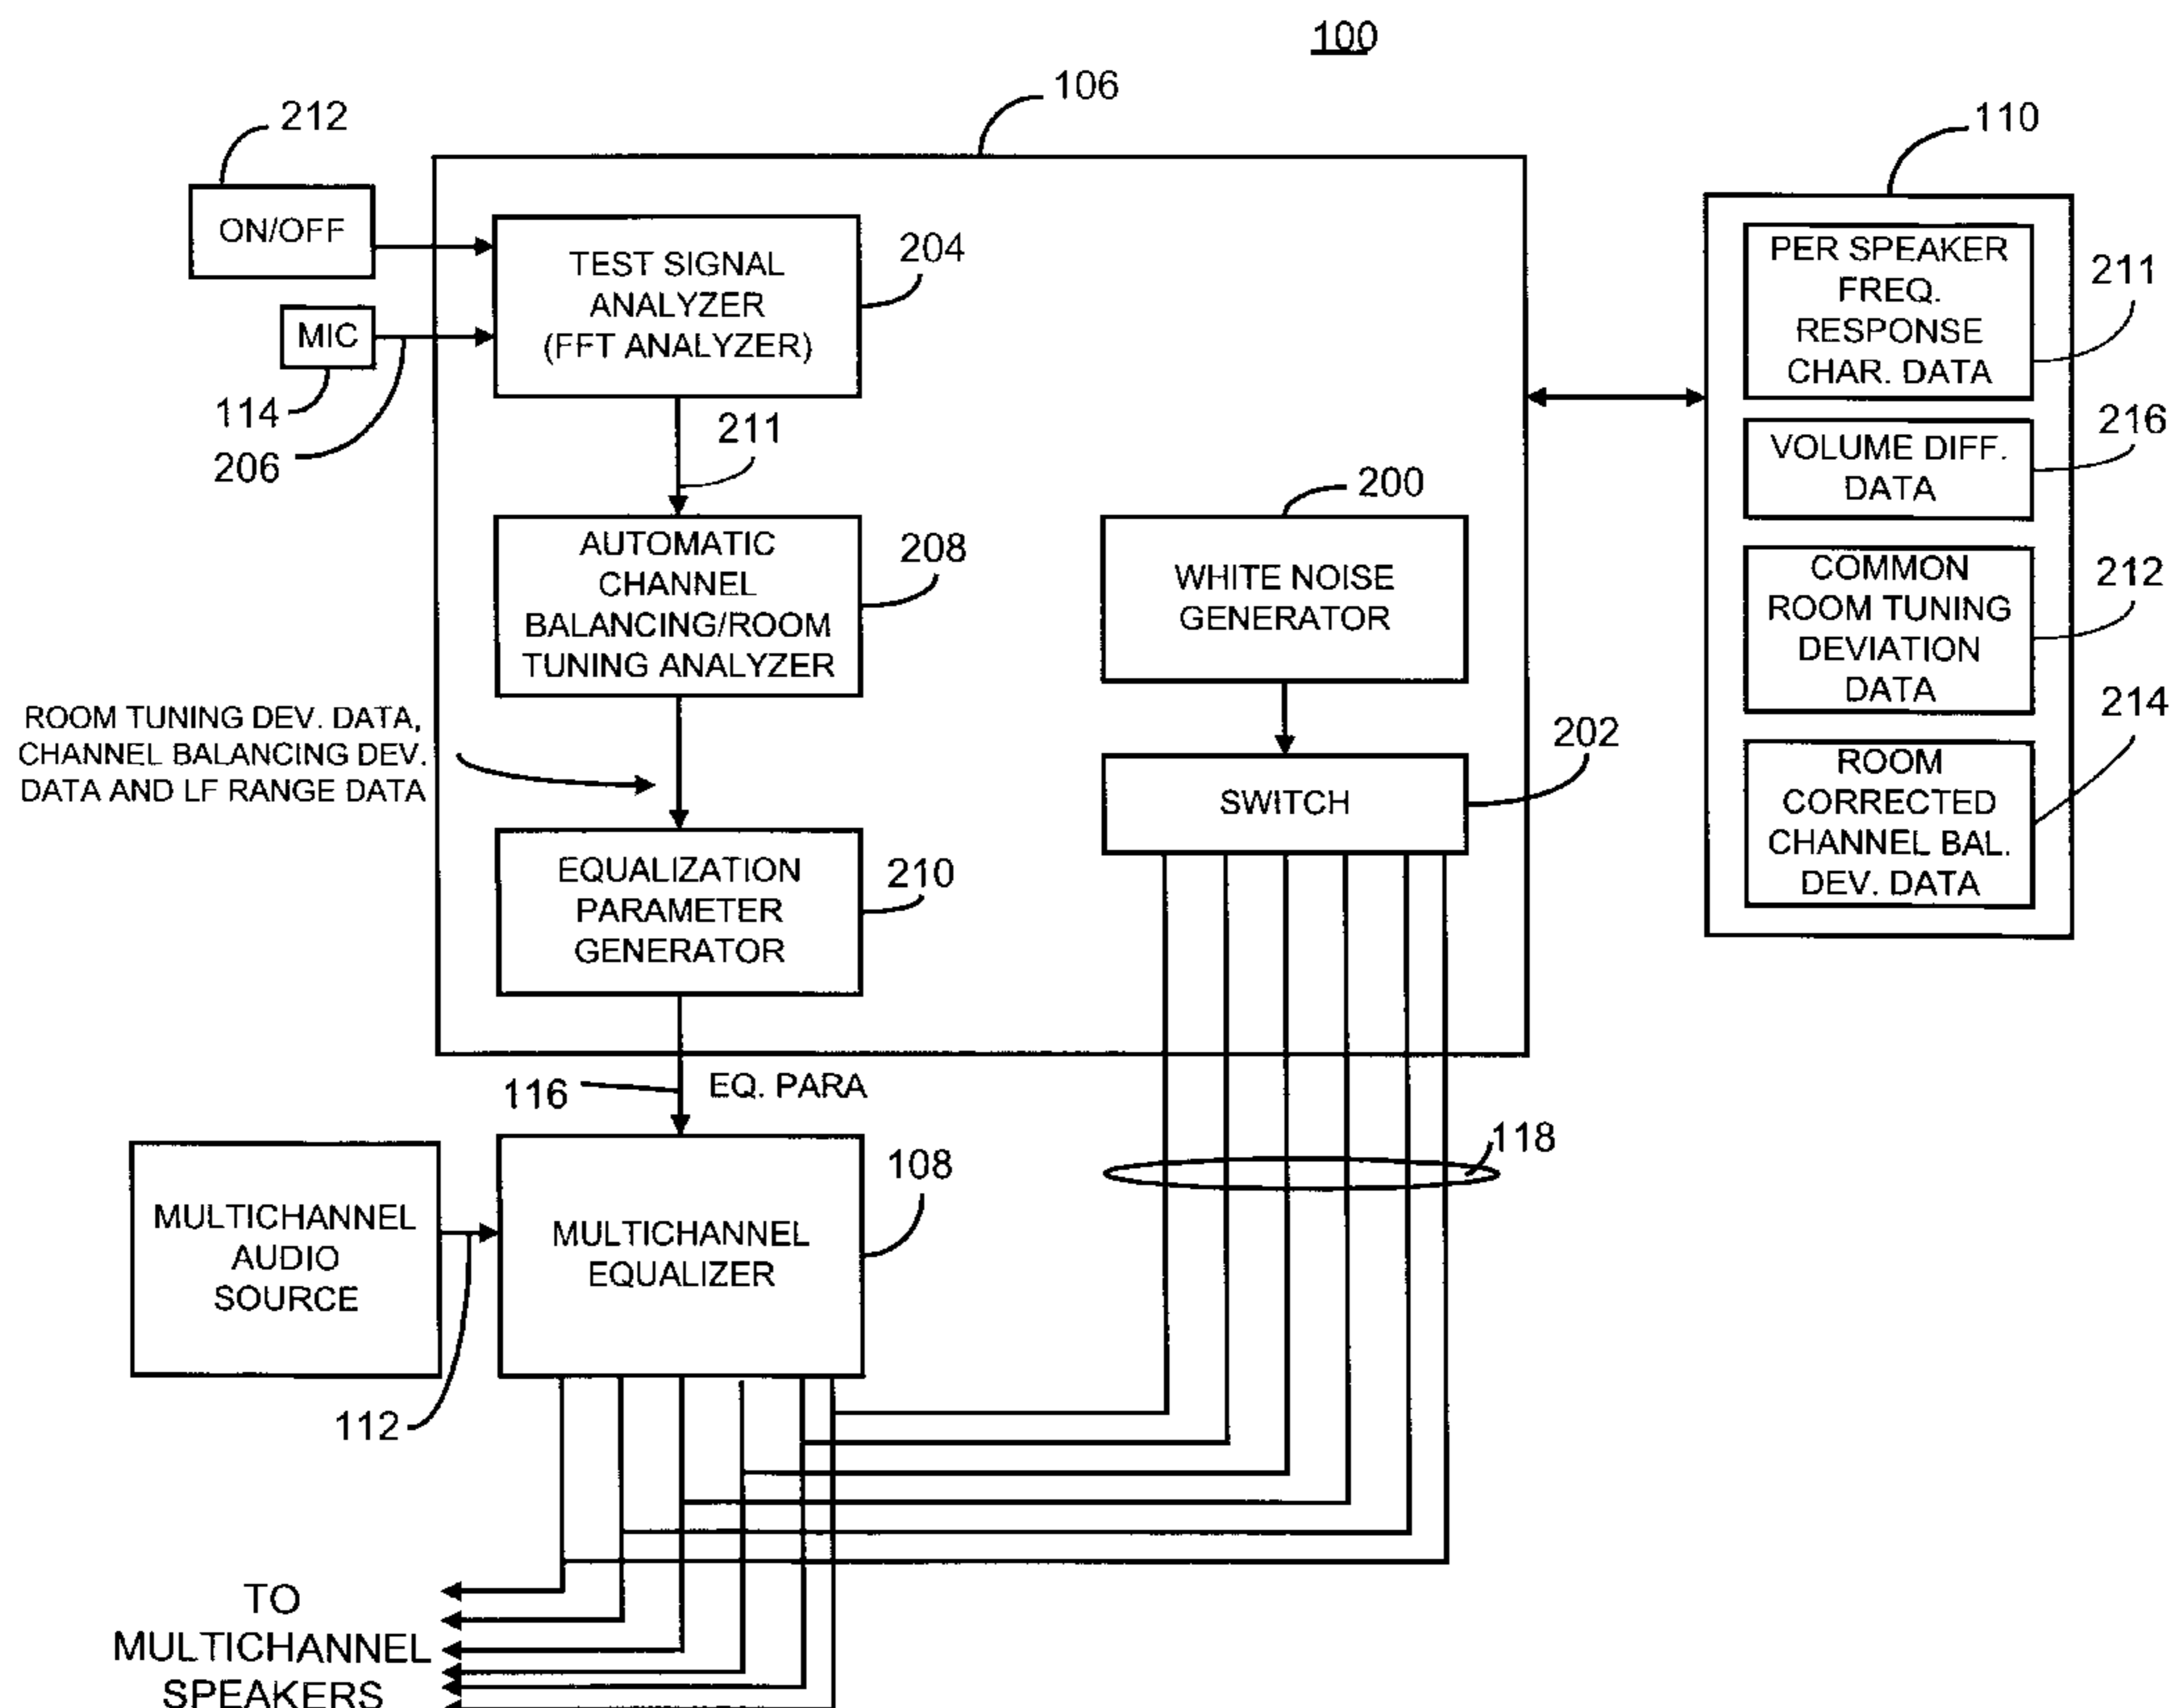 100
106
212
110
ON/OFF
TEST SIGNAL
ANALYZER
(FFT ANALYZER)
204
MIC
114
206
211
PER SPEAKER
FREQ.
RESPONSE
CHAR. DATA
211
VOLUME DIFF.
DATA
216
COMMON
ROOM TUNING
DEVIATION
DATA
212
ROOM
CORRECTED
CHANNEL BAL.
DEV. DATA
214
AUTOMATIC
CHANNEL
BALANCING/ROOM
TUNING ANALYZER
208
200
WHITE NOISE
GENERATOR
ROOM TUNING DEV. DATA,
CHANNEL BALANCING DEV.
DATA AND LF RANGE DATA
SWITCH
202
EQUALIZATION
PARAMETER
GENERATOR
210
116
EQ. PARA
118
MULTICHANNEL
AUDIO
SOURCE
MULTICHANNEL
EQUALIZER
108
112
TO
MULTICHANNEL
SPEAKERS